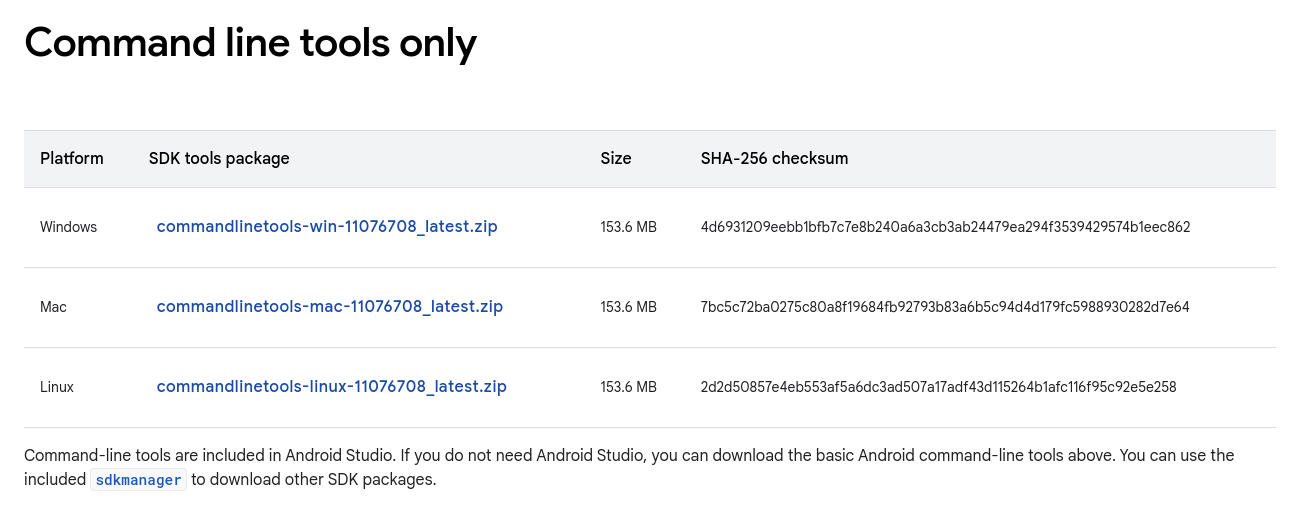 Command line tools only
Platform SDK tools package Size SHA-256 checksum
Windows commandlinetools-win-11076708_latest.zip 153.6 MB 4d6931209eebb1bfb7c7e8b240a6a3cb3ab24479ea294f3539429574b1eec862
Mac commandlinetools-mac-11076708_latest.zip 153.6 MB 7bc5c72ba0275c80a8f19684fb92793b83a6b5c94d4d179fc5988930282d7e64
Linux commandlinetools-linux-11076708_latest.zip 153.6 MB 2d2d50857e4eb553af5a6dc3ad507a17adf43d115264b1afc116f95c92e5e258
Command-line tools are included in Android Studio. If you do not need Android Studio, you can download the basic Android command-line tools above. You can use the
included sdkmanager to download other SDK packages.